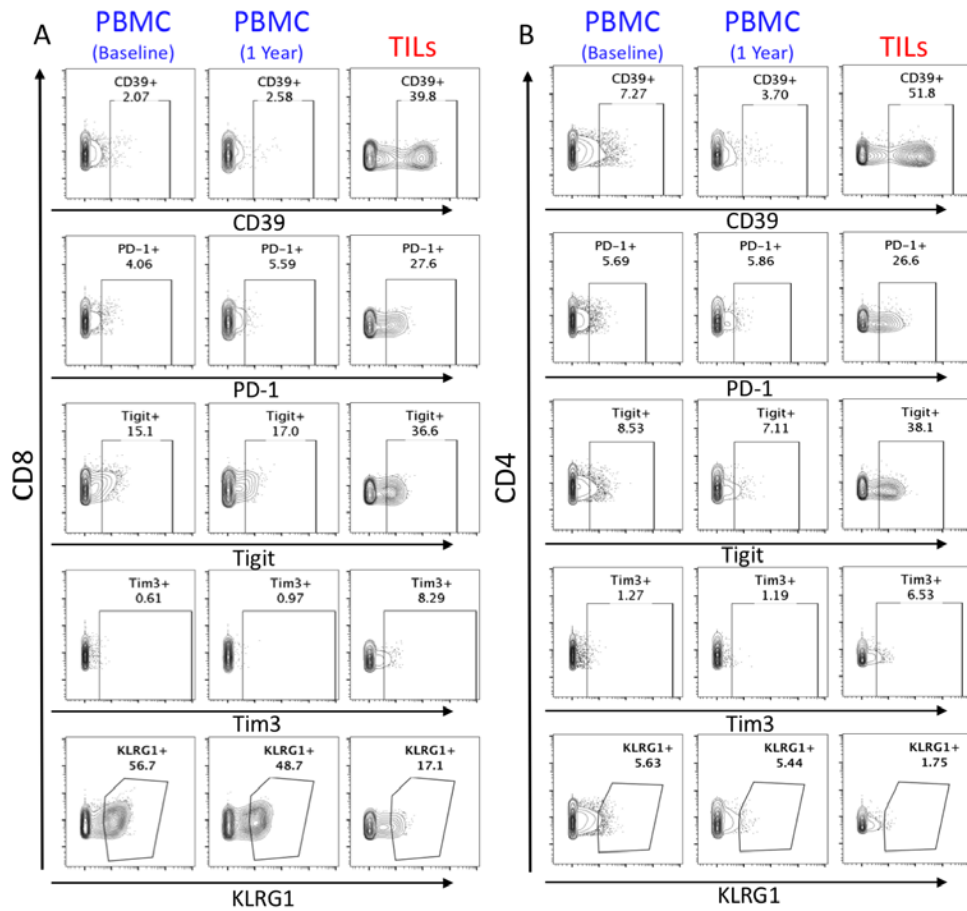 A
PBMC
(Baseline)
PBMC
(1 Year)
TILs
CD8
CD39+
2.07
CD39+
2.58
CD39+
39.8
CD39
PD-1+
4.06
PD-1+
5.59
PD-1+
27.6
PD-1
Tigit+
15.1
Tigit+
17.0
Tigit+
36.6
Tigit
Tim3+
0.61
Tim3+
0.97
Tim3+
8.29
Tim3
KLRG1+
56.7
KLRG1+
48.7
KLRG1+
17.1
KLRG1
B
PBMC
(Baseline)
PBMC
(1 Year)
TILs
CD4
CD39+
7.27
CD39+
3.70
CD39+
51.8
CD39
PD-1+
5.69
PD-1+
5.86
PD-1+
26.6
PD-1
Tigit+
8.53
Tigit+
7.11
Tigit+
38.1
Tigit
Tim3+
1.27
Tim3+
1.19
Tim3+
6.53
Tim3
KLRG1+
5.63
KLRG1+
5.44
KLRG1+
1.75
KLRG1